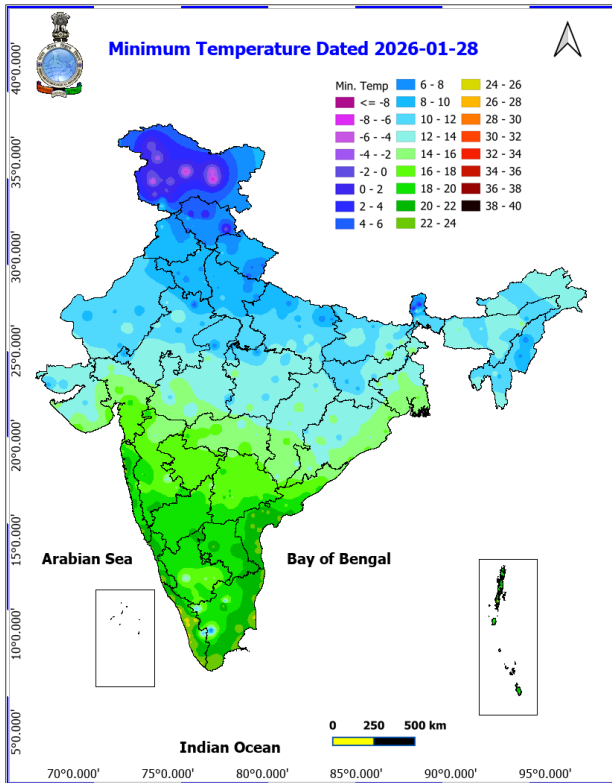 Minimum Temperature Dated 2026-01-28
Min. Temp
<= -8
-8 - -6
-6 - -4
-4 - -2
-2 - 0
0 - 2
2 - 4
4 - 6
6 - 8
8 - 10
10 - 12
12 - 14
14 - 16
16 - 18
18 - 20
20 - 22
22 - 24
24 - 26
26 - 28
28 - 30
30 - 32
32 - 34
34 - 36
36 - 38
38 - 40
40°0.000'
35°0.000'
30°0.000'
25°0.000'
20°0.000'
15°0.000'
10°0.000'
5°0.000'
Arabian Sea
Bay of Bengal
Indian Ocean
0 250 500 km
70°0.00' 75°0.00' 80°0.00' 85°0.000' 90°0.000' 95°0.000'